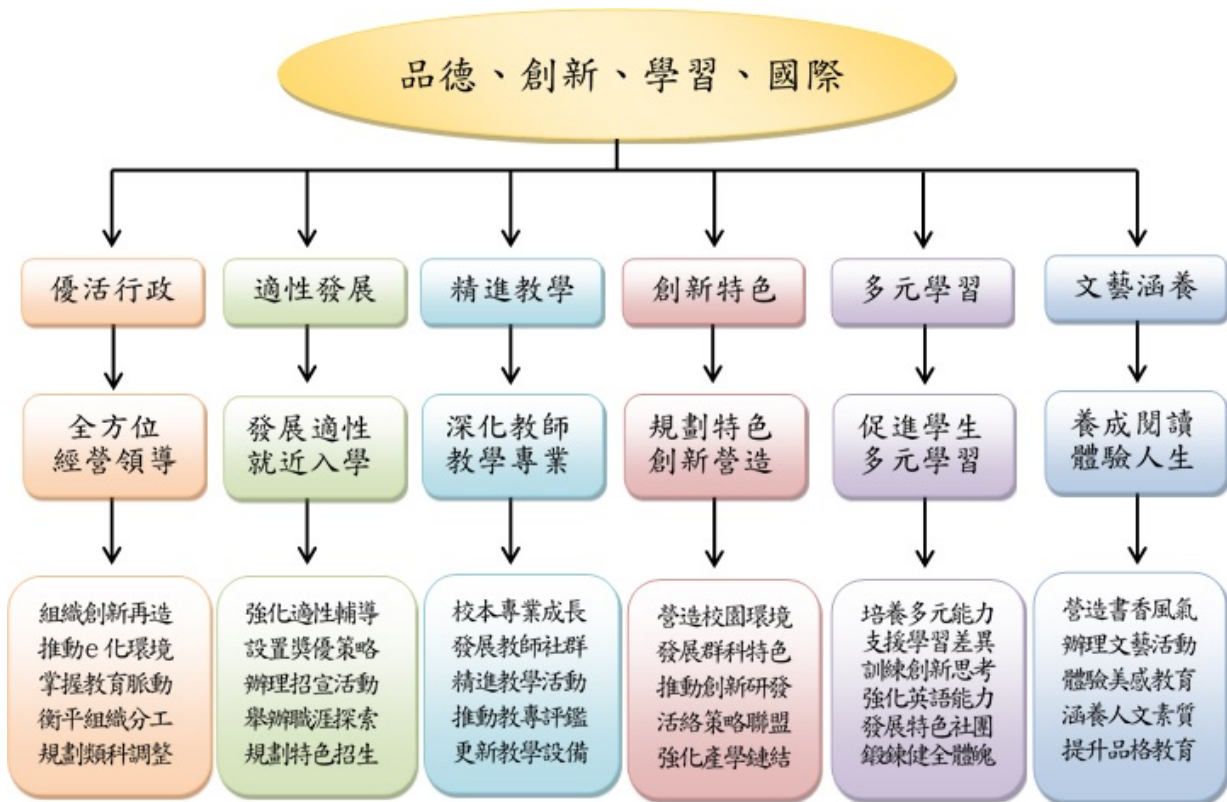 品德、創新、學習、國際
優活行政
適性發展
精進教學
創新特色
多元學習
文藝涵養
全方位
經營領導
發展適性
就近入學
深化教師
教學專業
規劃特色
創新營造
促進學生
多元學習
養成閱讀
體驗人生
組織創新再造
推動e 化環境
掌握教育脈動
衡平組織分工
規劃類科調整
強化適性輔導
設置獎優策略
辦理招宣活動
舉辦職涯探索
規劃特色招生
校本專業成長
發展教師社群
精進教學活動
推動教專評鑑
更新教學設備
營造校園環境
發展群科特色
推動創新研發
活絡策略聯盟
強化產學鏈結
培養多元能力
支援學習差異
訓練創新思考
強化英語能力
發展特色社團
鍛鍊健全體魄
營造書香風氣
辦理文藝活動
體驗美感教育
涵養人文素質
提升品格教育